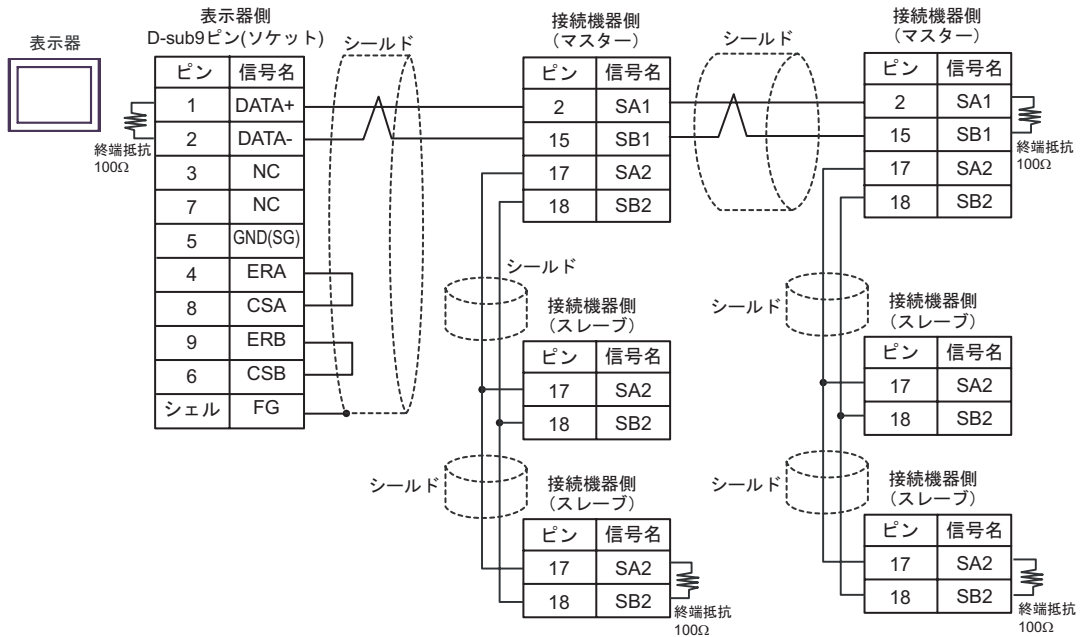 表示器
表示器側
D-sub9ピン(ソケット)
ピン 信号名
1 DATA+
2 DATA-
3 NC
7 NC
5 GND(SG)
4 ERA
8 CSA
9 ERB
6 CSB
シェル FG
終端抵抗
100Ω
シールド
接続機器側
（マスター）
ピン 信号名
2 SA1
15 SB1
17 SA2
18 SB2
シールド
接続機器側
（マスター）
ピン 信号名
2 SA1
15 SB1
17 SA2
18 SB2
終端抵抗
100Ω
シールド
接続機器側
（スレーブ）
ピン 信号名
17 SA2
18 SB2
シールド
接続機器側
（スレーブ）
ピン 信号名
17 SA2
18 SB2
シールド
接続機器側
（スレーブ）
ピン 信号名
17 SA2
18 SB2
終端抵抗
100Ω
シールド
接続機器側
（スレーブ）
ピン 信号名
17 SA2
18 SB2
終端抵抗
100Ω